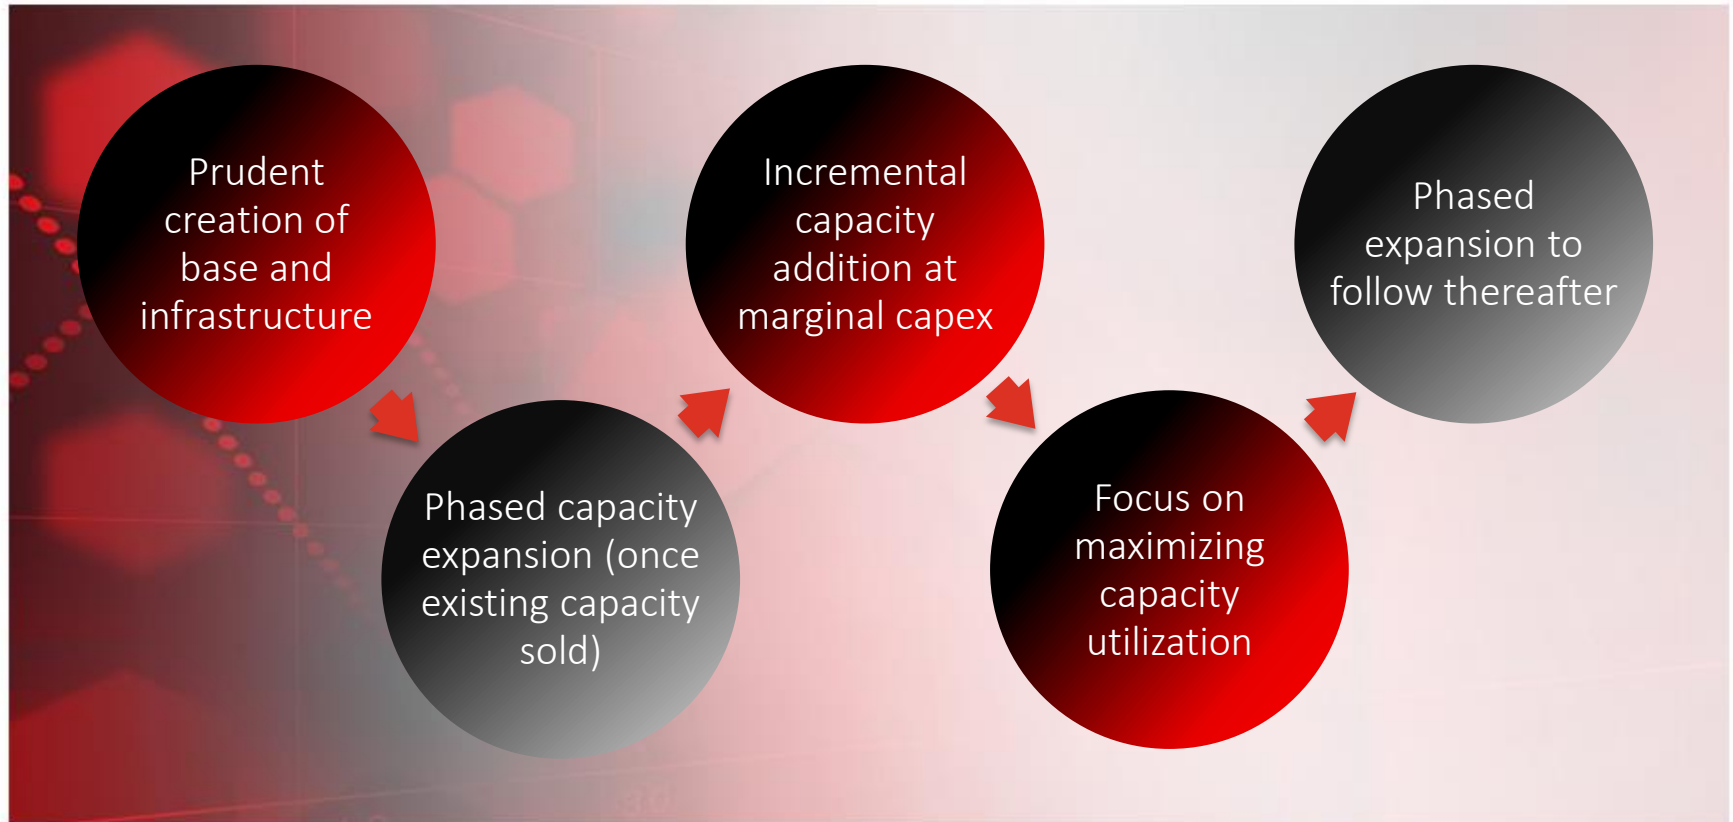 Prudent
creation of
base and
infrastructure
Phased capacity
expansion (once
existing capacity
sold)
Incremental
capacity
addition at
marginal capex
Focus on
maximizing
capacity
utilization
Phased
expansion to
follow thereafter